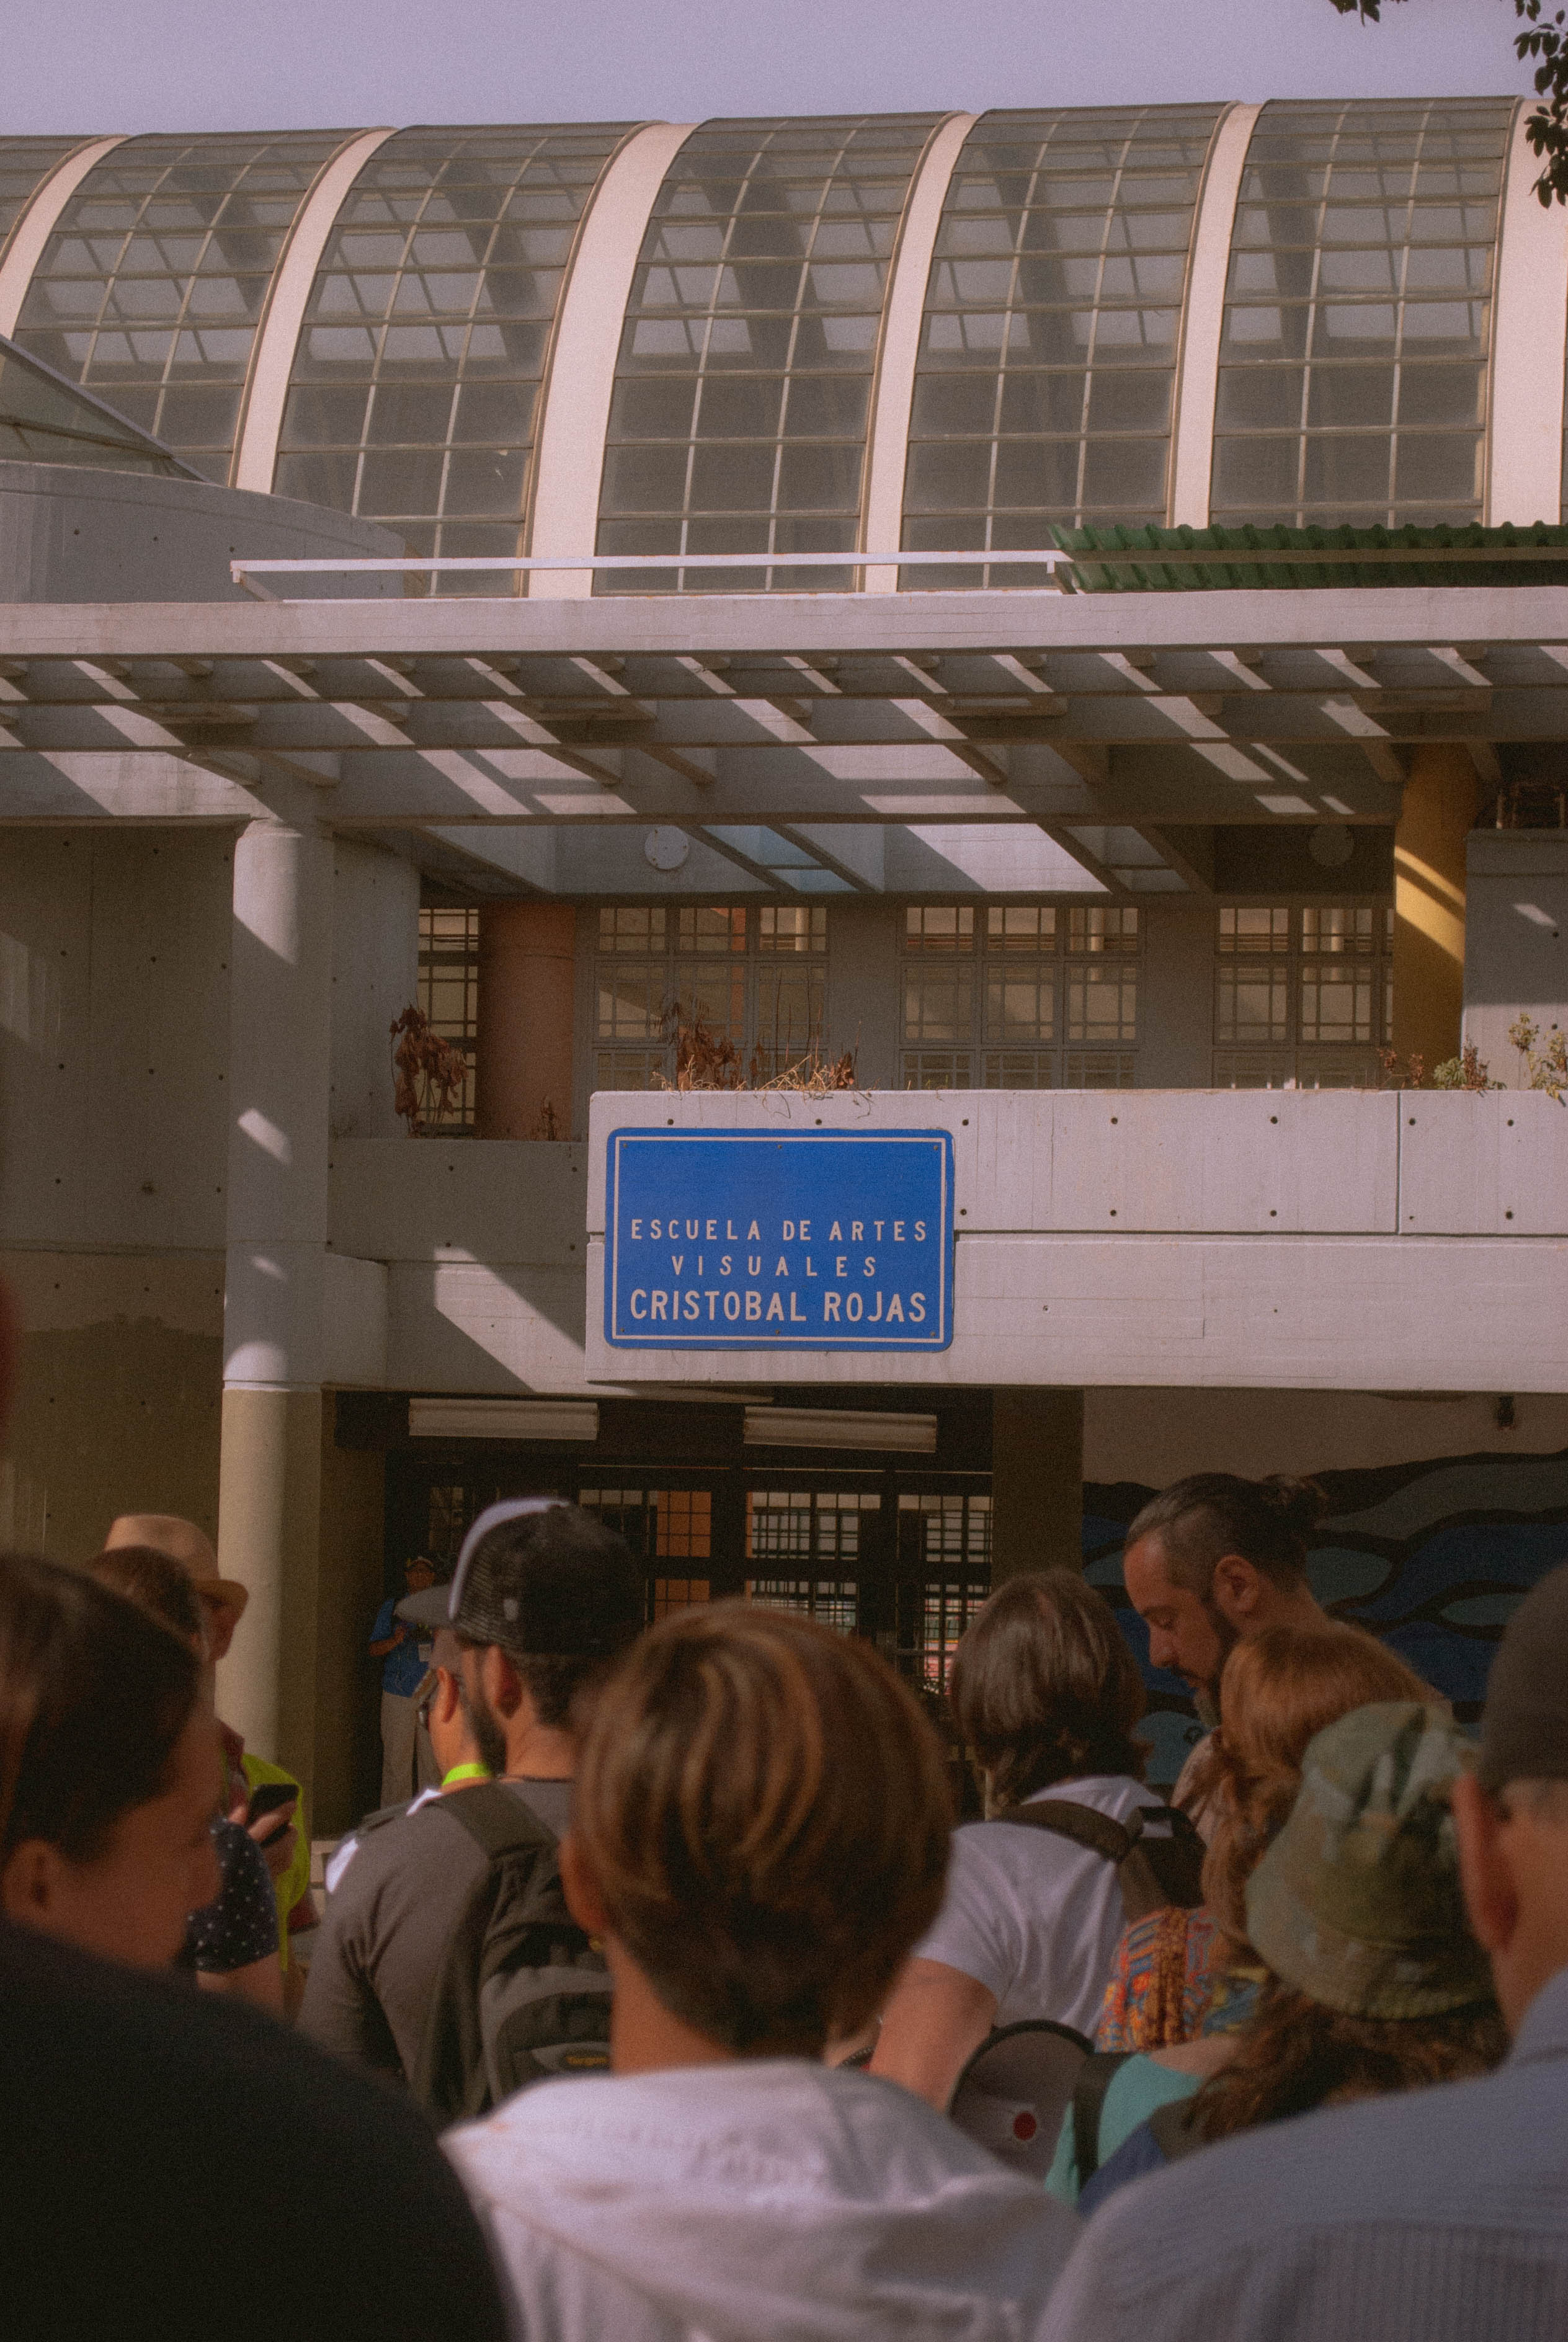 ESCUELA DE ARTES
VISUALES
CRISTOBAL ROJAS